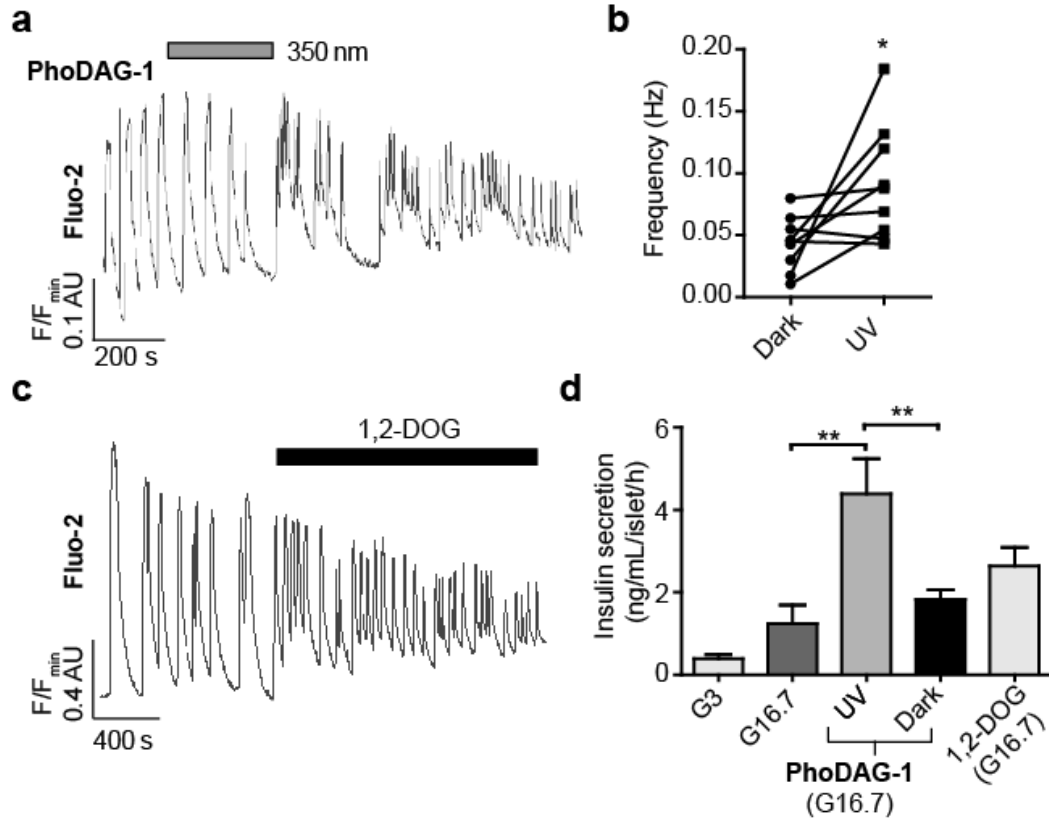 a
350 nm
PhoDAG-1
Fluo-2
F/Fmin
0.1 AU
200 s
b
*
Frequency (Hz)
0.20
0.15
0.10
0.05
0.00
Dark
UV
c
1,2-DOG
Fluo-2
F/Fmin
0.4 AU
400 s
d
**
**
Insulin secretion
(ng/mL/islet/h)
6
4
2
0
G3
G16.7
UV
Dark
1,2-DOG
(G16.7)
PhoDAG-1
(G16.7)